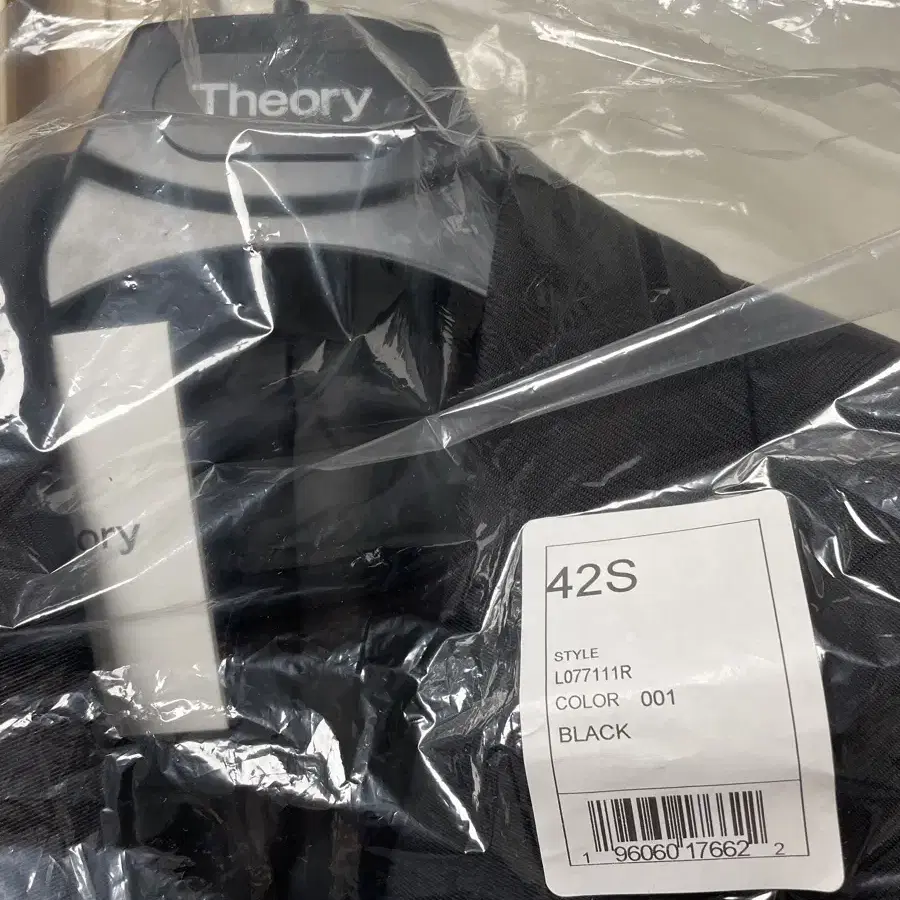 Theory
ory
42S
STYLE
L077111R
COLOR 001
BLACK
1 96060 17662 2